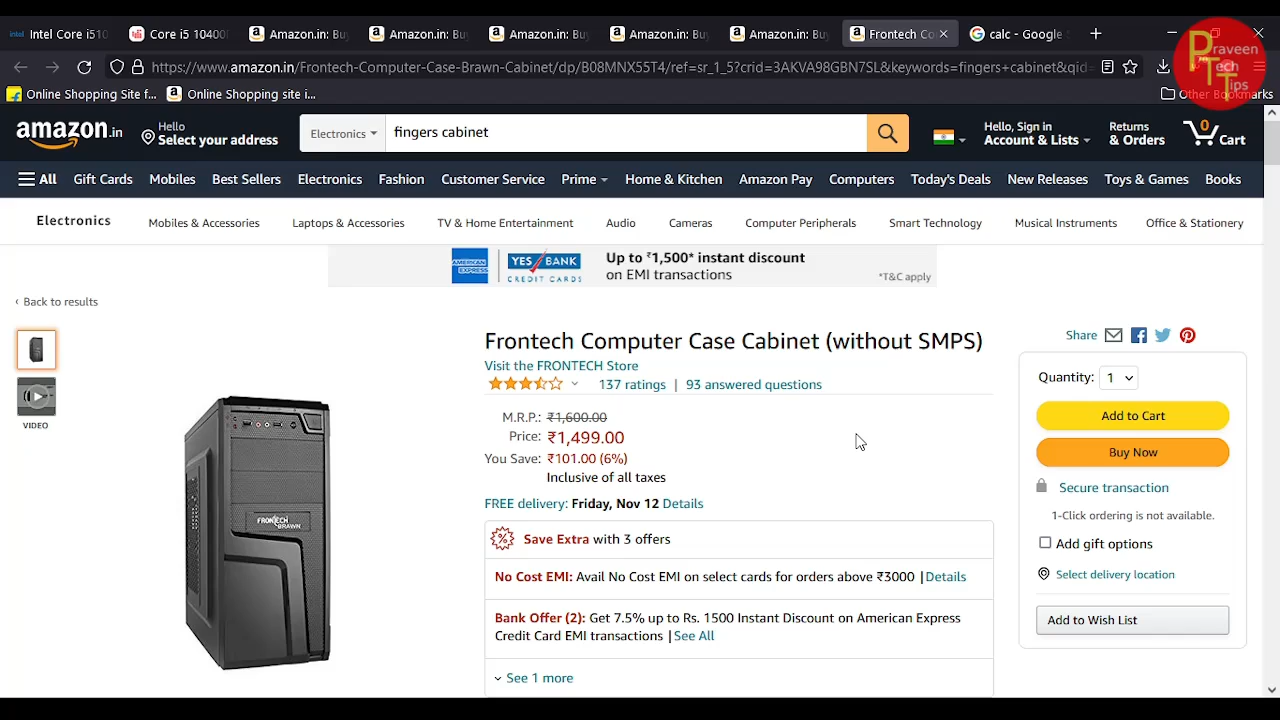 Intel Core i510
Core i5 10400
Amazon.in: Bu
Amazon.in: Bu
Amazon.in: Bu
Amazon.in: Bu
Amazon.in: Bu
Frontech Co
calc - Google
https://www.amazon.in/Frontech-Computer-Case-Brawn-Cabinet/dp/B08MNX55T4/ref=sr_1_5?crid=3AKVA98GBN7SL&keywords=fingers+cabinet&qid=
Praveen
Tech
Tips
Online Shopping Site f...
Online Shopping site i...
Other Bookmarks
amazon.in
Hello
Select your address
Electronics
fingers cabinet
Hello, Sign in
Account & Lists
Returns
& Orders
0
Cart
All
Gift Cards
Mobiles
Best Sellers
Electronics
Fashion
Customer Service
Prime
Home & Kitchen
Amazon Pay
Computers
Today's Deals
New Releases
Toys & Games
Books
Electronics
Mobiles & Accessories
Laptops & Accessories
TV & Home Entertainment
Audio
Cameras
Computer Peripherals
Smart Technology
Musical Instruments
Office & Stationery
AMERICAN EXPRESS
YES BANK
CREDIT CARDS
Up to ₹1,500* instant discount
on EMI transactions
*T&C apply
‹ Back to results
VIDEO
FRONTECH
BRAWN
Frontech Computer Case Cabinet (without SMPS)
Visit the FRONTECH Store
137 ratings | 93 answered questions
M.R.P.: ₹1,600.00
Price: ₹1,499.00
You Save: ₹101.00 (6%)
Inclusive of all taxes
FREE delivery: Friday, Nov 12 Details
Save Extra with 3 offers
No Cost EMI: Avail No Cost EMI on select cards for orders above ₹3000 |Details
Bank Offer (2): Get 7.5% up to Rs. 1500 Instant Discount on American Express
Credit Card EMI transactions |See All
See 1 more
Share
Quantity: 1
Add to Cart
Buy Now
Secure transaction
1-Click ordering is not available.
Add gift options
Select delivery location
Add to Wish List